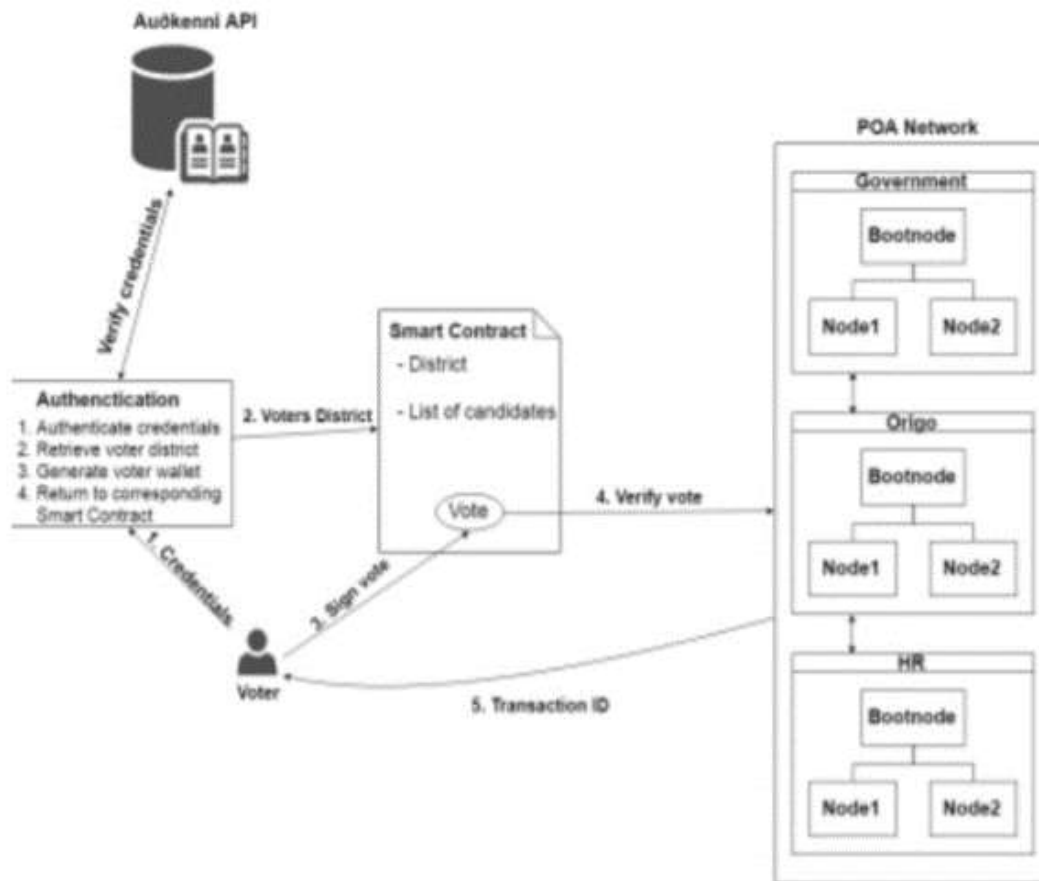 Auðkenni API
Verify credentials
Authenctication
1. Authenticate credentials
2. Retrieve voter district
3. Generate voter wallet
4. Return to corresponding
Smart Contract
2. Voters District
Smart Contract
- District
- List of candidates
Vote
1. Credentials
3. Sign vote
Voter
4. Verify vote
5. Transaction ID
POA Network
Government
Bootnode
Node1
Node2
Origo
Bootnode
Node1
Node2
HR
Bootnode
Node1
Node2